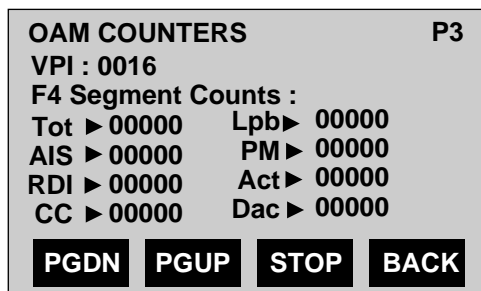 OAM COUNTERS P3
VPI : 0016
F4 Segment Counts :
Tot ►00000 Lpb► 00000
AIS ►00000 PM► 00000
RDI ►00000 Act► 00000
CC ►00000 Dac► 00000
PGDN PGUP STOP BACK